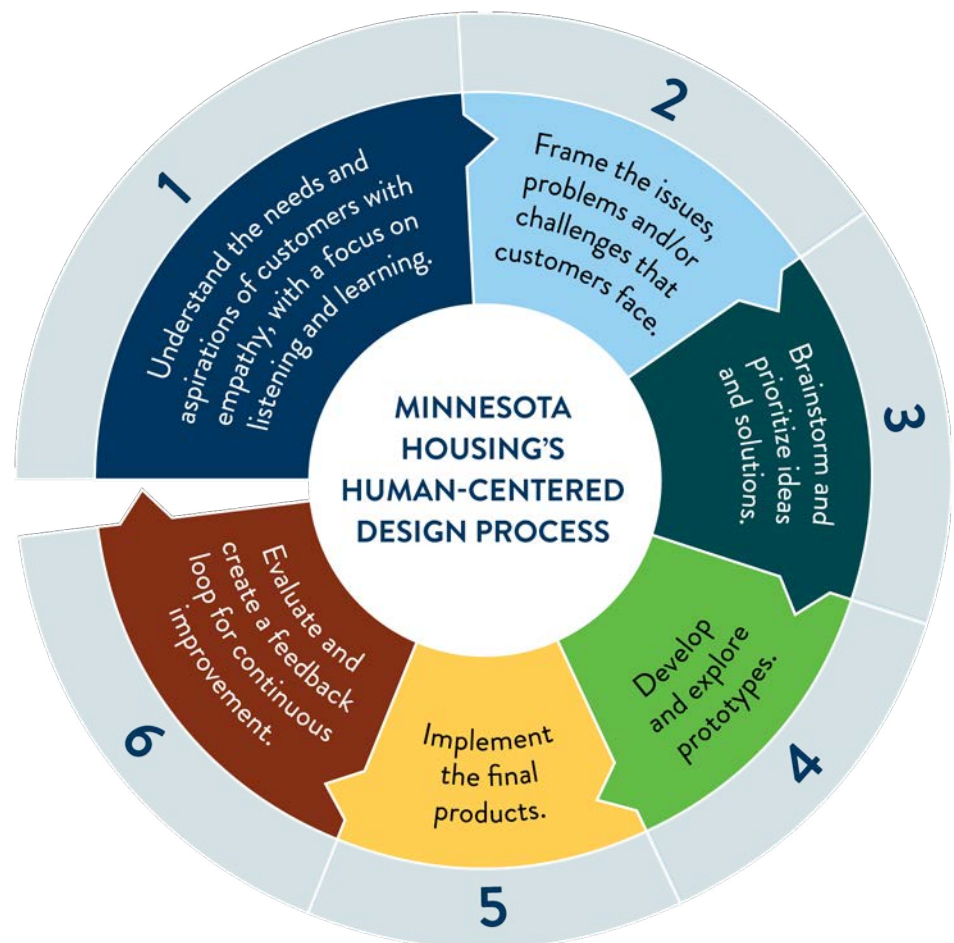 MINNESOTA
HOUSING'S
HUMAN-CENTERED
DESIGN PROCESS
1
Understand the needs and
aspirations of customers with
empathy, with a focus on
listening and learning.
2
Frame the issues,
problems and/or
challenges that
customers face.
3
Brainstorm and
prioritize ideas
and solutions.
4
Develop
and explore
prototypes.
5
Implement
the final
products.
6
Evaluate and
create a feedback
loop for continuous
improvement.